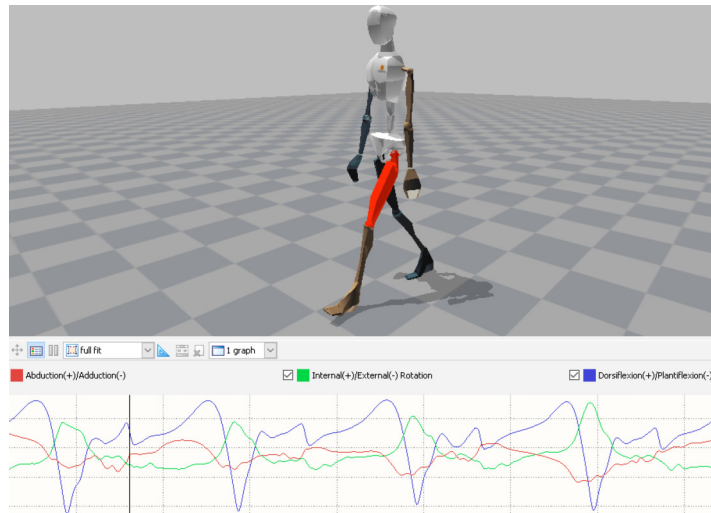 full fit 1 graph
Abduction(+)/Adduction(-) Internal(+)/External(-) Rotation Dorsiflexion(+)/Plantiflexion(-)